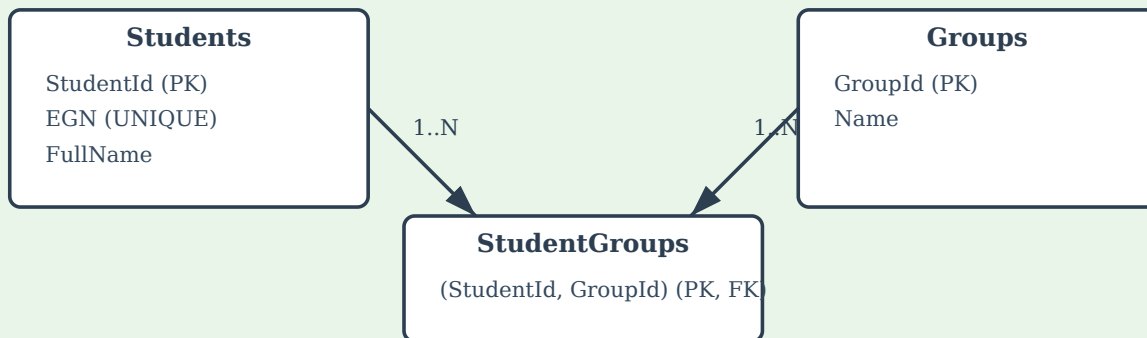 Students
StudentId (PK)
EGN (UNIQUE)
FullName
Groups
GroupId (PK)
Name
1..N
1..N
StudentGroups
(StudentId, GroupId) (PK, FK)